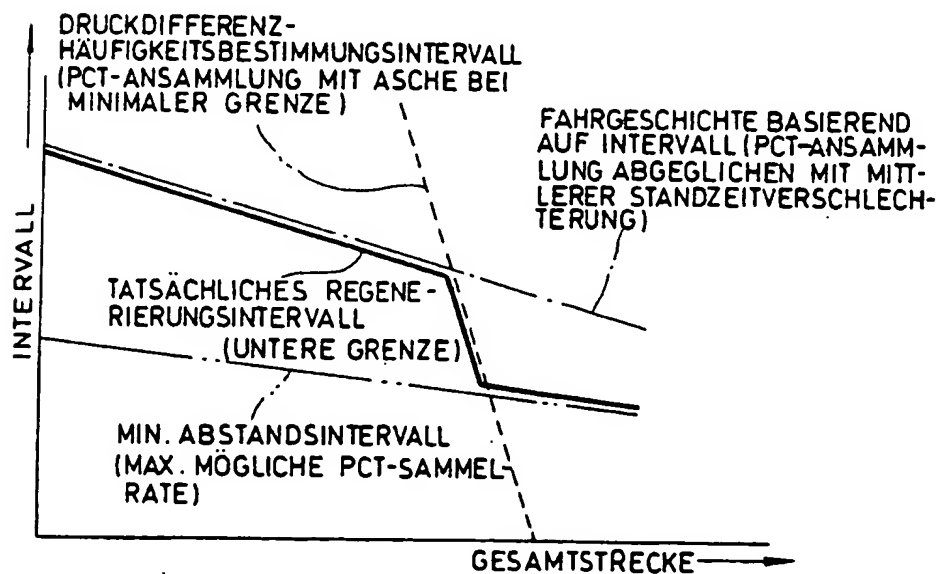 DRUCKDIFFERENZ-
HÄUFIGKEITSBESTIMMUNGSINTERVALL
(PCT-ANSAMMLUNG MIT ASCHE BEI
MINIMALER GRENZE)
FAHRGESCHICHTE BASIEREND
AUF INTERVALL (PCT-ANSAMM-
LUNG ABGEGLICHEN MIT MITT-
LERER STANDZEITVERSCHLECH-
TERUNG)
INTERVALL
TATSÄCHLICHES REGENE-
RIERUNGSINTERVALL
(UNTERE GRENZE)
MIN. ABSTANDSINTERVALL
(MAX. MÖGLICHE PCT-SAMMEL-
RATE)
GESAMTSTRECKE